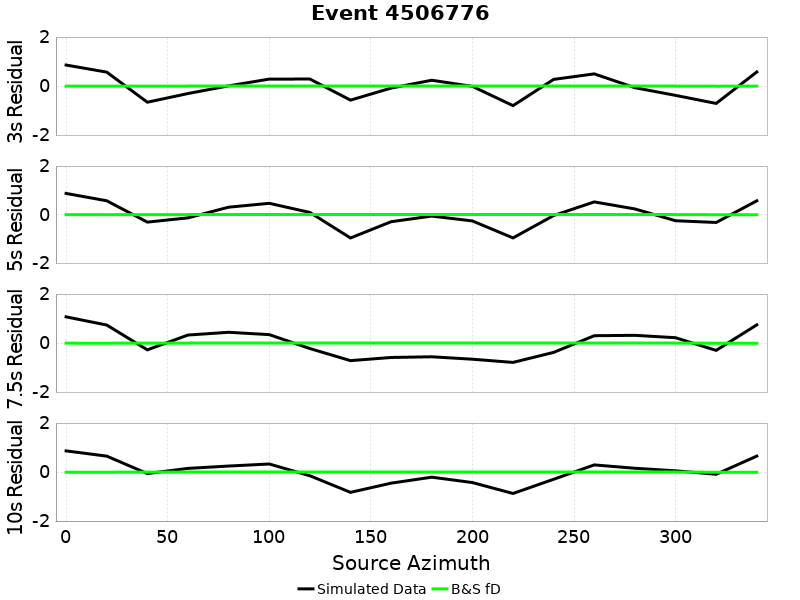 Event 4506776
3s Residual
2
0
-2
5s Residual
2
0
-2
7.5s Residual
2
0
-2
10s Residual
2
0
-2
0 50 100 150 200 250 300
Source Azimuth
Simulated Data B&S fD